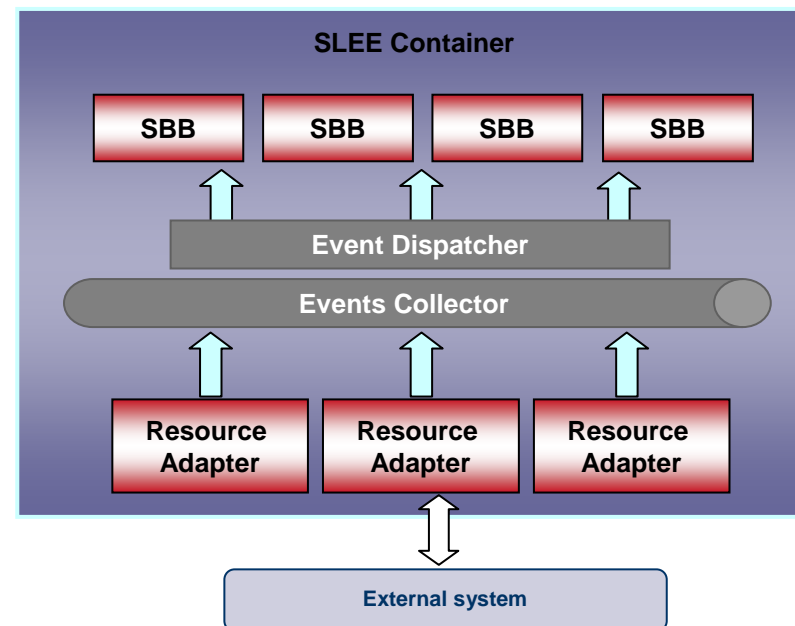 SLEE Container
SBB SBB SBB SBB
Event Dispatcher
Events Collector
Resource Adapter
Resource Adapter
Resource Adapter
External system